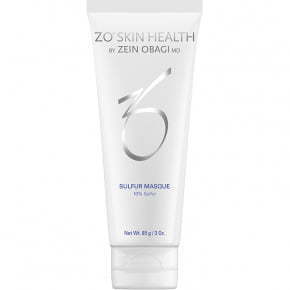 ZO® SKIN HEALTH
BY ZEIN OBAGI MD
SULFUR MASQUE
10% Sulfur
Net Wt. 85 g / 3 Oz.